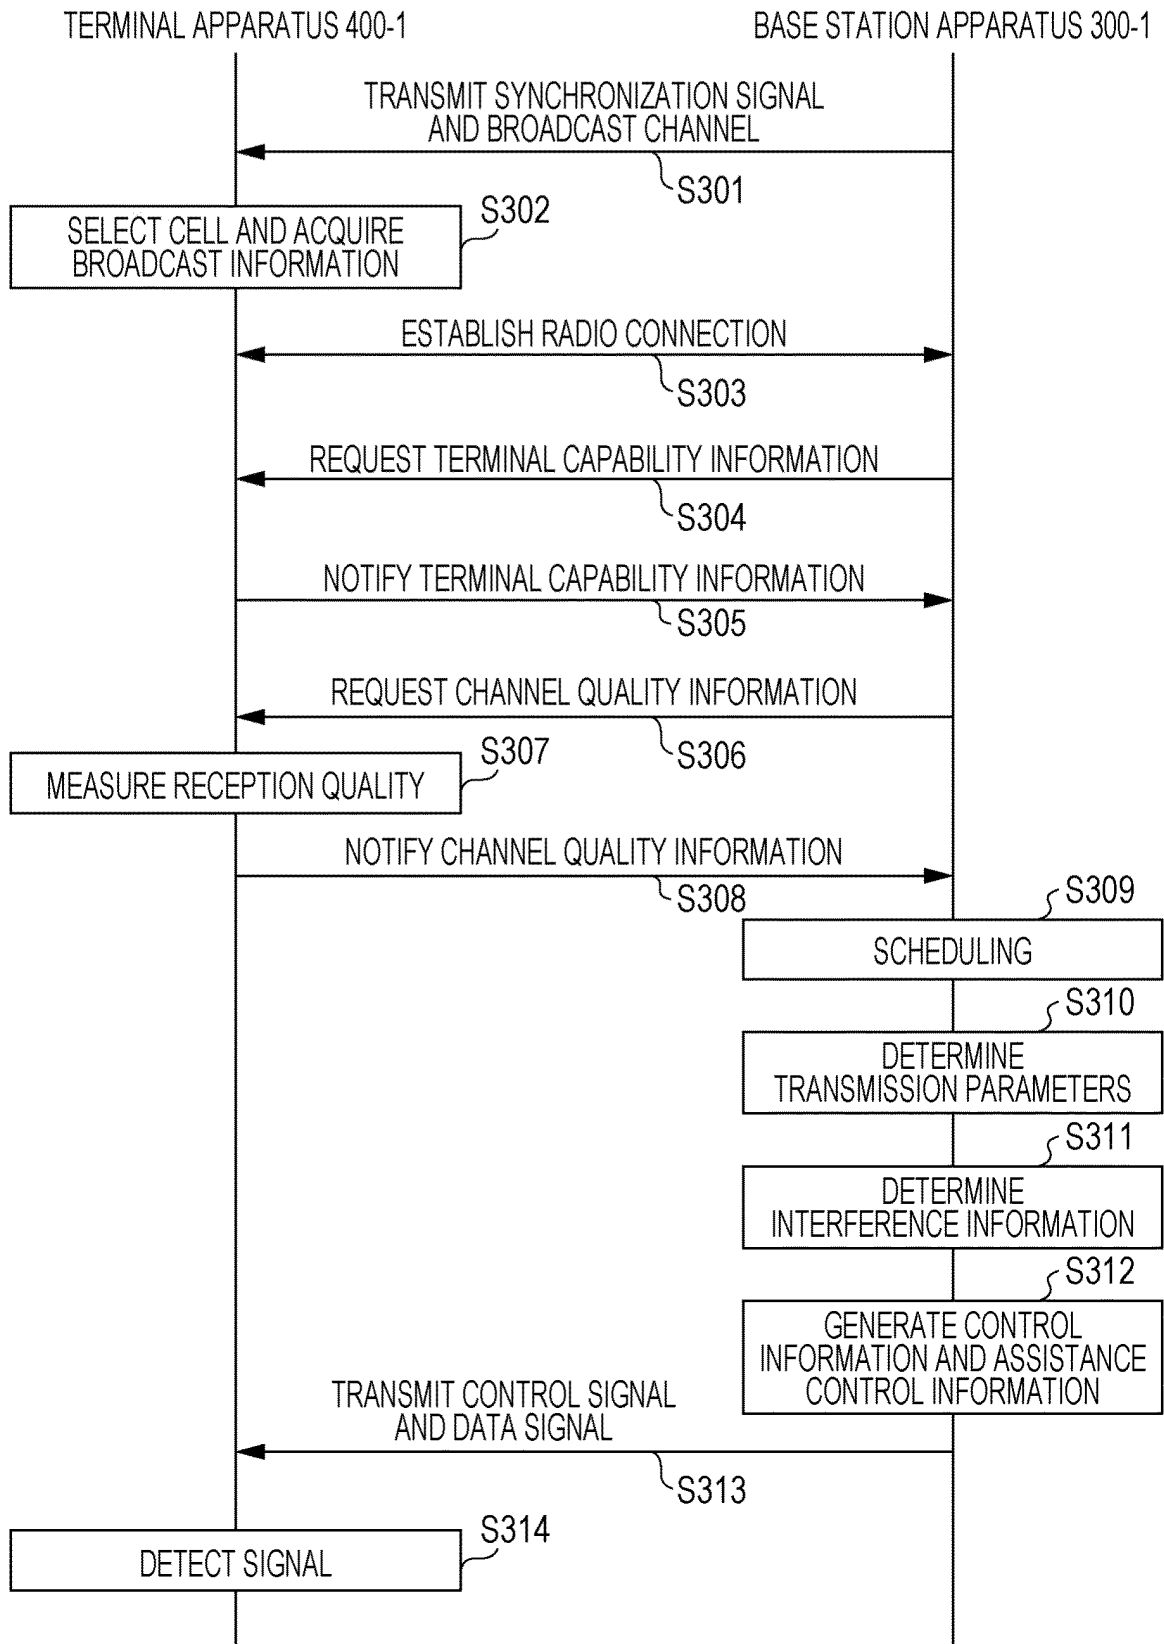 TERMINAL APPARATUS 400-1
BASE STATION APPARATUS 300-1
TRANSMIT SYNCHRONIZATION SIGNAL
AND BROADCAST CHANNEL
S301
S302
SELECT CELL AND ACQUIRE
BROADCAST INFORMATION
ESTABLISH RADIO CONNECTION
S303
REQUEST TERMINAL CAPABILITY INFORMATION
S304
NOTIFY TERMINAL CAPABILITY INFORMATION
S305
REQUEST CHANNEL QUALITY INFORMATION
S306
S307
MEASURE RECEPTION QUALITY
NOTIFY CHANNEL QUALITY INFORMATION
S308
S309
SCHEDULING
S310
DETERMINE
TRANSMISSION PARAMETERS
S311
DETERMINE
INTERFERENCE INFORMATION
S312
GENERATE CONTROL
INFORMATION AND ASSISTANCE
CONTROL INFORMATION
TRANSMIT CONTROL SIGNAL
AND DATA SIGNAL
S313
S314
DETECT SIGNAL